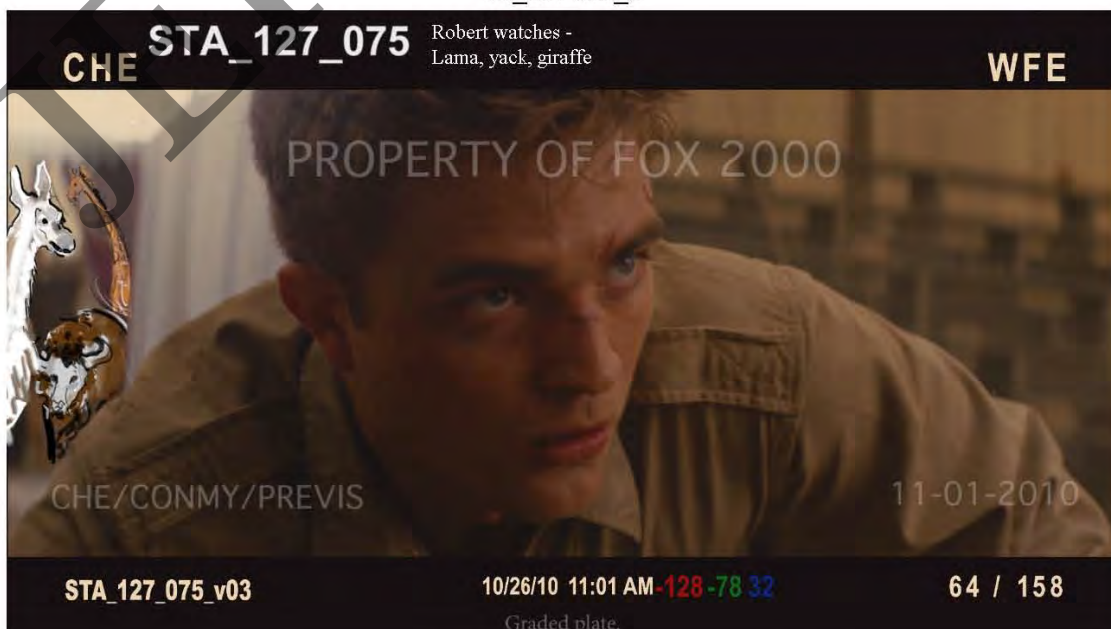 CHE
STA_127_075
Robert watches -
Lama, yack, giraffe
WFE
PROPERTY OF FOX 2000
CHE/CONMY/PREVIS
11-01-2010
STA_127_075_v03
10/26/10 11:01 AM-128 -78 32
64 / 158
Graded plate.